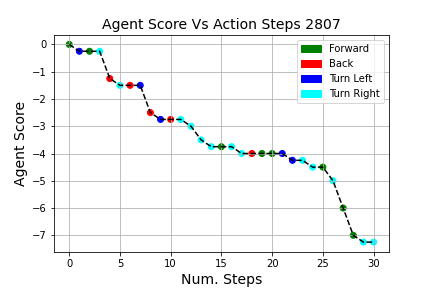 Agent Score Vs Action Steps 2807
Agent Score
0
−1
−2
−3
−4
−5
−6
−7
Forward
Back
Turn Left
Turn Right
0 5 10 15 20 25 30
Num. Steps